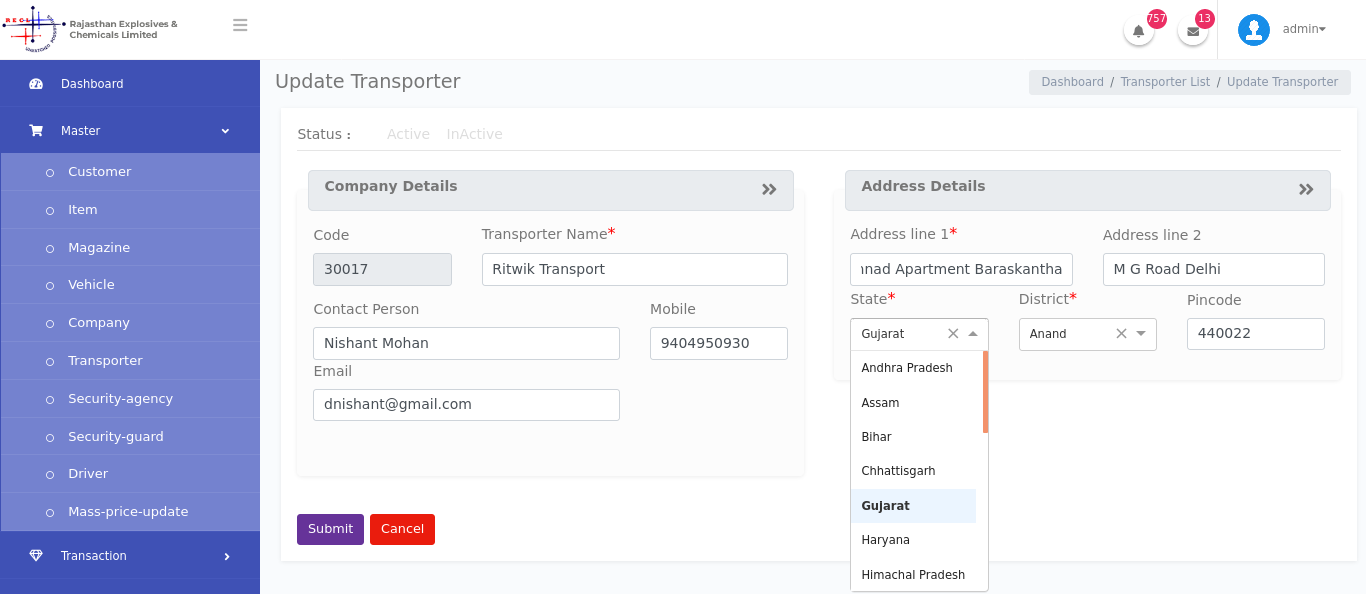 REGL
Rajasthan Explosives &
Chemicals Limited
757
13
admin
Dashboard
Master
Customer
Item
Magazine
Vehicle
Company
Transporter
Security-agency
Security-guard
Driver
Mass-price-update
Transaction
Update Transporter
Dashboard / Transporter List / Update Transporter
Status : Active InActive
Company Details
Code
30017
Transporter Name*
Ritwik Transport
Contact Person
Nishant Mohan
Mobile
9404950930
Email
dnishant@gmail.com
Address Details
Address line 1*
nad Apartment Baraskantha
Address line 2
M G Road Delhi
State*
Gujarat
District*
Anand
Pincode
440022
Andhra Pradesh
Assam
Bihar
Chhattisgarh
Gujarat
Haryana
Himachal Pradesh
Submit
Cancel